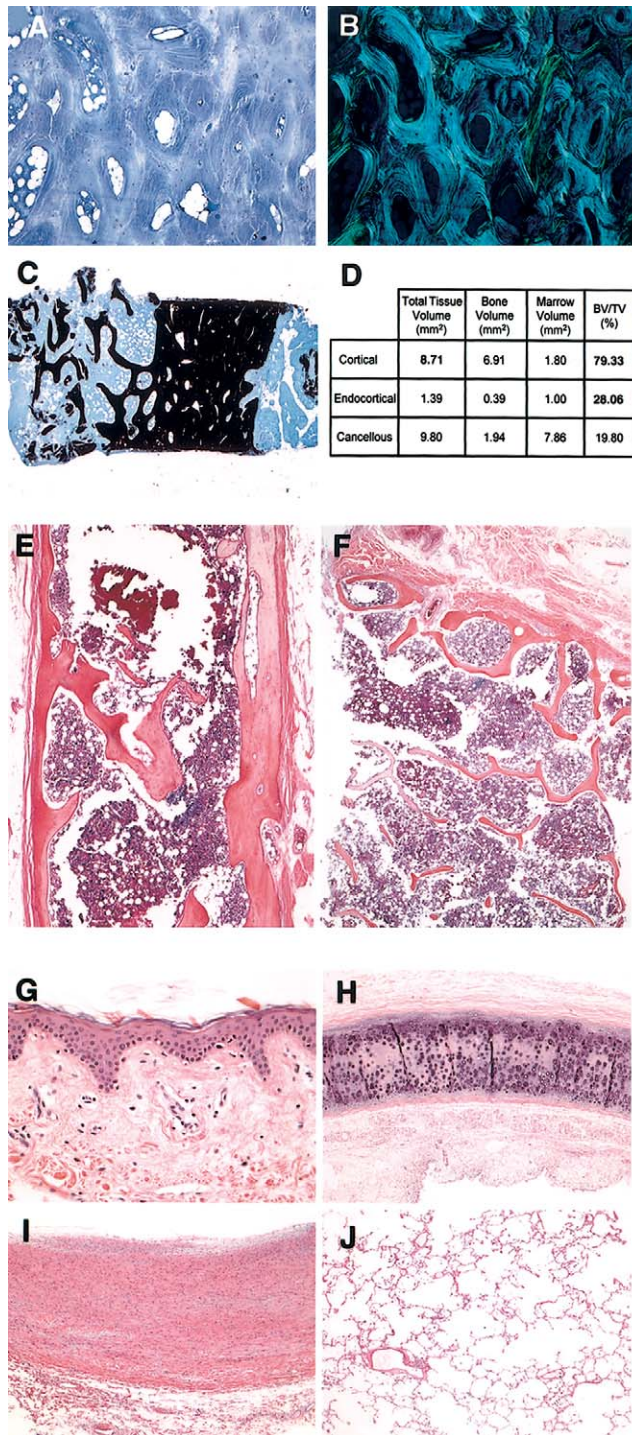 A
B
C
D
Total Tissue Volume (mm²) Bone Volume (mm²) Marrow Volume (mm²) BV/TV (%)
Cortical 8.71 6.91 1.80 79.33
Endocortical 1.39 0.39 1.00 28.06
Cancellous 9.80 1.94 7.86 19.80
E
F
G
H
I
J